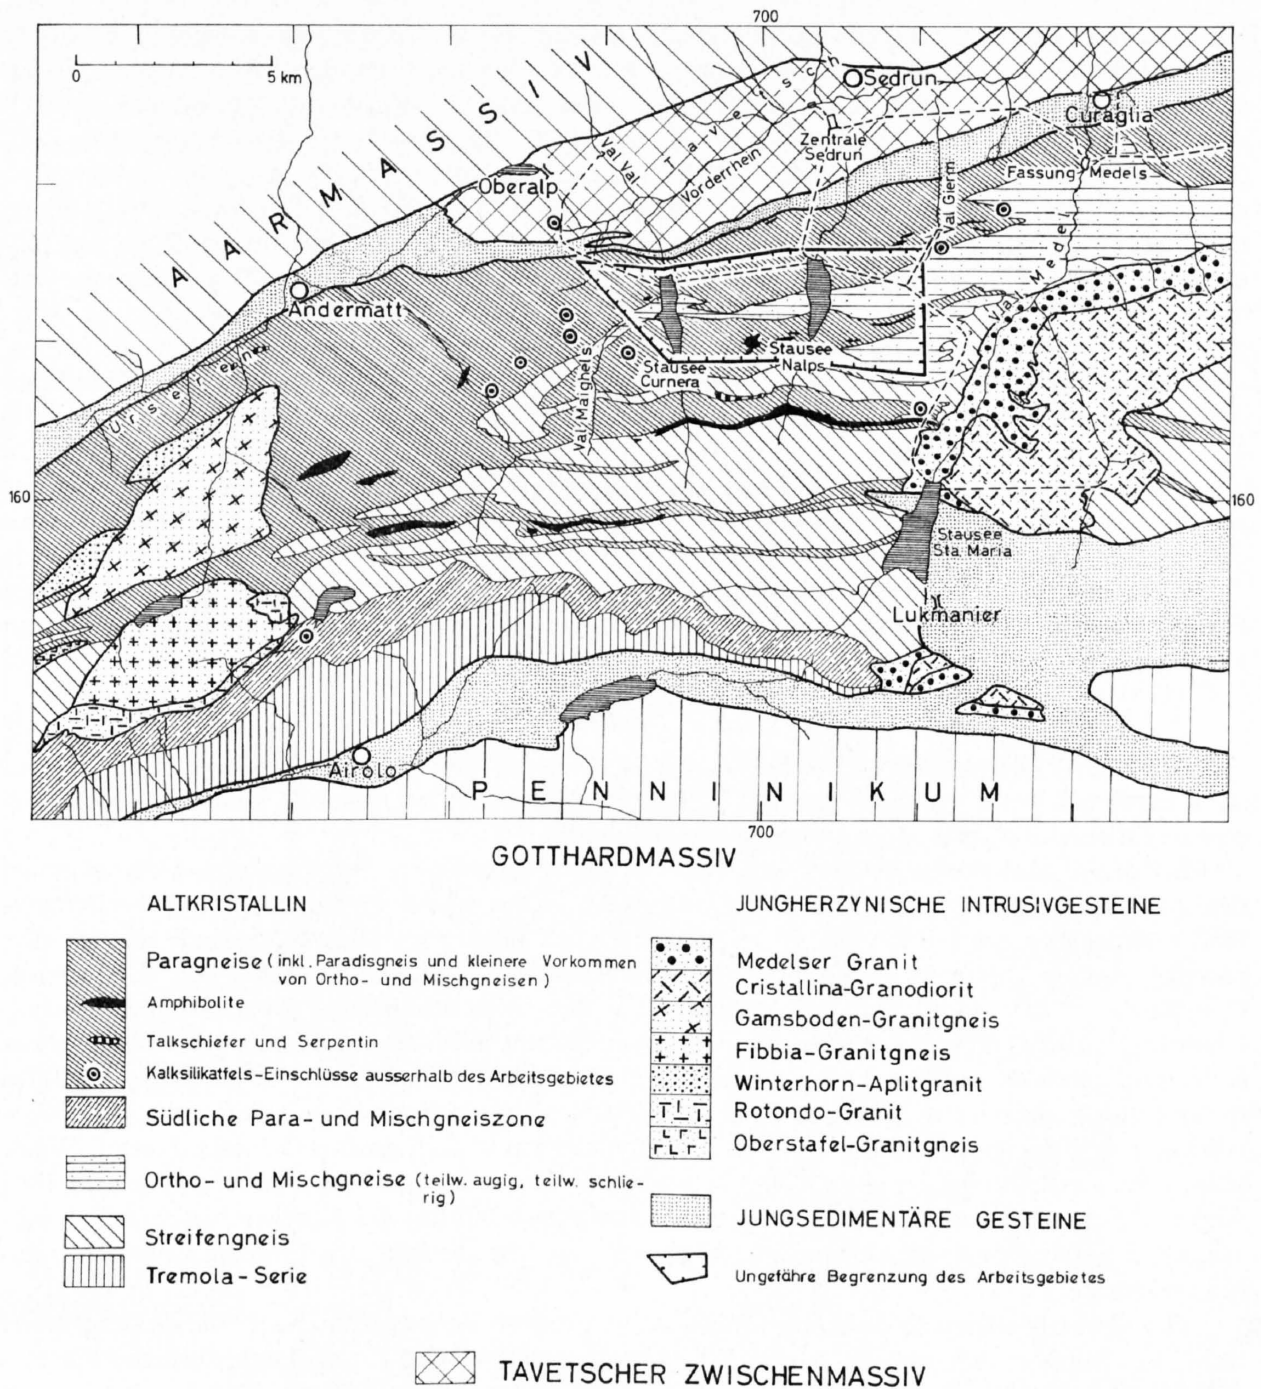 700
0 5 km
AARMASSIV
Tavetsch
Sedrun
Curaglia
Zentrale
Sedrun
Val Val
Vorderrhein
Oberalp
Val Gierm
Fassung Medels
Val Medel
Andermatt
Urseren
Val Maighels
Stausee
Curnera
Stausee
Nalps
160
160
Stausee
Sta. Maria
Lukmanier
Airolo
PENNINIKUM
700
GOTTHARDMASSIV
ALTKRISTALLIN
Paragneise (inkl. Paradisgneis und kleinere Vorkommen
von Ortho- und Mischgneisen)
Amphibolite
Talkschiefer und Serpentin
Kalksilikatfels-Einschlüsse ausserhalb des Arbeitsgebietes
Südliche Para- und Mischgneiszone
Ortho- und Mischgneise (teilw. augig, teilw. schlie-
rig)
Streifengneis
Tremola-Serie
JUNGHERZYNISCHE INTRUSIVGESTEINE
Medelser Granit
Cristallina-Granodiorit
Gamsboden-Granitgneis
Fibbia-Granitgneis
Winterhorn-Aplitgranit
Rotondo-Granit
Oberstafel-Granitgneis
JUNGSEDIMENTÄRE GESTEINE
Ungefähre Begrenzung des Arbeitsgebietes
TAVETSCHER ZWISCHENMASSIV